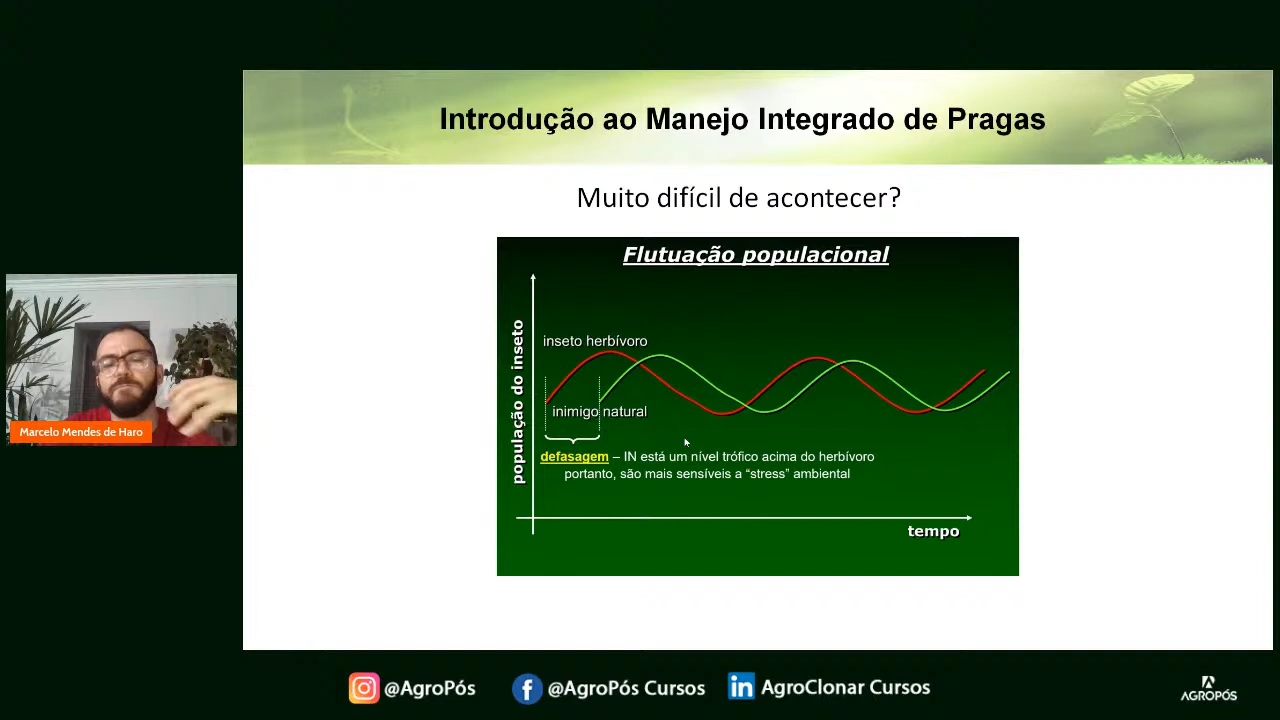 Introdução ao Manejo Integrado de Pragas
Muito difícil de acontecer?
Flutuação populacional
população do inseto
inseto herbívoro
inimigo natural
defasagem – IN está um nível trófico acima do herbívoro
portanto, são mais sensíveis a “stress” ambiental
tempo
Marcelo Mendes de Haro
@AgroPós
@AgroPós Cursos
AgroClonar Cursos
AGROPÓS